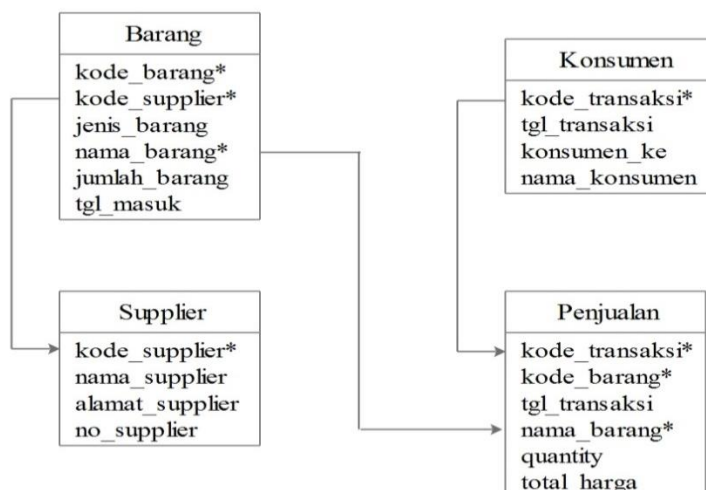 Barang
kode_barang*
kode_supplier*
jenis_barang
nama_barang*
jumlah_barang
tgl_masuk
Konsumen
kode_transaksi*
tgl_transaksi
konsumen_ke
nama_konsumen
Supplier
kode_supplier*
nama_supplier
alamat_supplier
no_supplier
Penjualan
kode_transaksi*
kode_barang*
tgl_transaksi
nama_barang*
quantity
total_harga